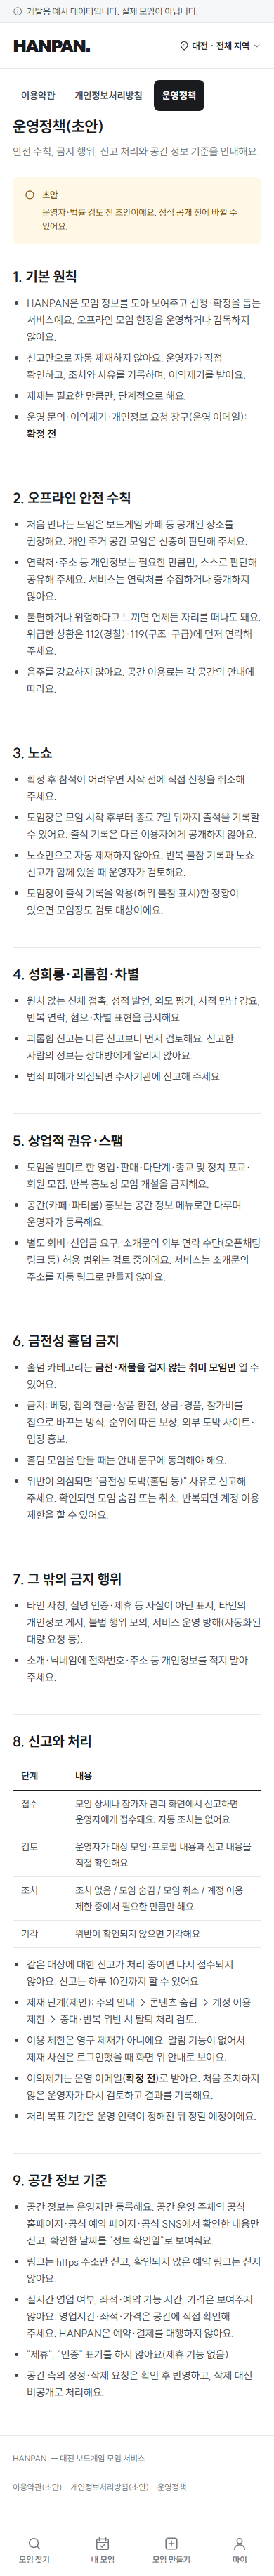 개발용 예시 데이터입니다. 실제 모임이 아닙니다.
HANPAN.
대전 · 전체 지역
이용약관 개인정보처리방침 운영정책
운영정책(초안)
안전 수칙, 금지 행위, 신고 처리와 공간 정보 기준을 안내해요.
초안
운영자·법률 검토 전 초안이에요. 정식 공개 전에 바뀔 수
있어요.
1. 기본 원칙
• HANPAN은 모임 정보를 모아 보여주고 신청·확정을 돕는
서비스예요. 오프라인 모임 현장을 운영하거나 감독하지
않아요.
• 신고만으로 자동 제재하지 않아요. 운영자가 직접
확인하고, 조치와 사유를 기록하며, 이의제기를 받아요.
• 제재는 필요한 만큼만, 단계적으로 해요.
• 운영 문의·이의제기·개인정보 요청 창구(운영 이메일):
확정 전
2. 오프라인 안전 수칙
• 처음 만나는 모임은 보드게임 카페 등 공개된 장소를
권장해요. 개인 주거 공간 모임은 신중히 판단해 주세요.
• 연락처·주소 등 개인정보는 필요한 만큼만, 스스로 판단해
공유해 주세요. 서비스는 연락처를 수집하거나 중개하지
않아요.
• 불편하거나 위험하다고 느끼면 언제든 자리를 떠나도 돼요.
위급한 상황은 112(경찰)·119(구조·구급)에 먼저 연락해
주세요.
• 음주를 강요하지 않아요. 공간 이용료는 각 공간의 안내에
따라요.
3. 노쇼
• 확정 후 참석이 어려우면 시작 전에 직접 신청을 취소해
주세요.
• 모임장은 모임 시작 후부터 종료 7일 뒤까지 출석을 기록할
수 있어요. 출석 기록은 다른 이용자에게 공개하지 않아요.
• 노쇼만으로 자동 제재하지 않아요. 반복 불참 기록과 노쇼
신고가 함께 있을 때 운영자가 검토해요.
• 모임장이 출석 기록을 악용(허위 불참 표시)한 정황이
있으면 모임장도 검토 대상이에요.
4. 성희롱·괴롭힘·차별
• 원치 않는 신체 접촉, 성적 발언, 외모 평가, 사적 만남 강요,
반복 연락, 혐오·차별 표현을 금지해요.
• 괴롭힘 신고는 다른 신고보다 먼저 검토해요. 신고한
사람의 정보는 상대방에게 알리지 않아요.
• 범죄 피해가 의심되면 수사기관에 신고해 주세요.
5. 상업적 권유·스팸
• 모임을 빌미로 한 영업·판매·다단계·종교 및 정치 포교·
회원 모집, 반복 홍보성 모임 개설을 금지해요.
• 공간(카페·파티룸) 홍보는 공간 정보 메뉴로만 다루며
운영자가 등록해요.
• 별도 회비·선입금 요구, 소개문의 외부 연락 수단(오픈채팅
링크 등) 허용 범위는 검토 중이에요. 서비스는 소개문의
주소를 자동 링크로 만들지 않아요.
6. 금전성 홀덤 금지
• 홀덤 카테고리는 금전·재물을 걸지 않는 취미 모임만 열 수
있어요.
• 금지: 베팅, 칩의 현금·상품 환전, 상금·경품, 참가비를
칩으로 바꾸는 방식, 순위에 따른 보상, 외부 도박 사이트·
업장 홍보.
• 홀덤 모임을 만들 때는 안내 문구에 동의해야 해요.
• 위반이 의심되면 "금전성 도박(홀덤 등)" 사유로 신고해
주세요. 확인되면 모임 숨김 또는 취소, 반복되면 계정 이용
제한을 할 수 있어요.
7. 그 밖의 금지 행위
• 타인 사칭, 실명 인증·제휴 등 사실이 아닌 표시, 타인의
개인정보 게시, 불법 행위 모의, 서비스 운영 방해(자동화된
대량 요청 등).
• 소개·닉네임에 전화번호·주소 등 개인정보를 적지 말아
주세요.
8. 신고와 처리
단계 내용
접수 모임 상세나 참가자 관리 화면에서 신고하면
운영자에게 접수돼요. 자동 조치는 없어요
검토 운영자가 대상 모임·프로필 내용과 신고 내용을
직접 확인해요
조치 조치 없음 / 모임 숨김 / 모임 취소 / 계정 이용
제한 중에서 필요한 만큼만 해요
기각 위반이 확인되지 않으면 기각해요
• 같은 대상에 대한 신고가 처리 중이면 다시 접수되지
않아요. 신고는 하루 10건까지 할 수 있어요.
• 제재 단계(제안): 주의 안내 → 콘텐츠 숨김 → 계정 이용
제한 → 중대·반복 위반 시 탈퇴 처리 검토.
• 이용 제한은 영구 제재가 아니에요. 알림 기능이 없어서
제재 사실은 로그인했을 때 화면 위 안내로 보여요.
• 이의제기는 운영 이메일(확정 전)로 받아요. 처음 조치하지
않은 운영자가 다시 검토하고 결과를 기록해요.
• 처리 목표 기간은 운영 인력이 정해진 뒤 정할 예정이에요.
9. 공간 정보 기준
• 공간 정보는 운영자만 등록해요. 공간 운영 주체의 공식
홈페이지·공식 예약 페이지·공식 SNS에서 확인한 내용만
싣고, 확인한 날짜를 "정보 확인일"로 보여줘요.
• 링크는 https 주소만 싣고, 확인되지 않은 예약 링크는 싣지
않아요.
• 실시간 영업 여부, 좌석·예약 가능 시간, 가격은 보여주지
않아요. 영업시간·좌석·가격은 공간에 직접 확인해
주세요. HANPAN은 예약·결제를 대행하지 않아요.
• "제휴", "인증" 표기를 하지 않아요(제휴 기능 없음).
• 공간 측의 정정·삭제 요청은 확인 후 반영하고, 삭제 대신
비공개로 처리해요.
HANPAN. — 대전 보드게임 모임 서비스
이용약관(초안) 개인정보처리방침(초안) 운영정책
모임 찾기 내 모임 모임 만들기 마이